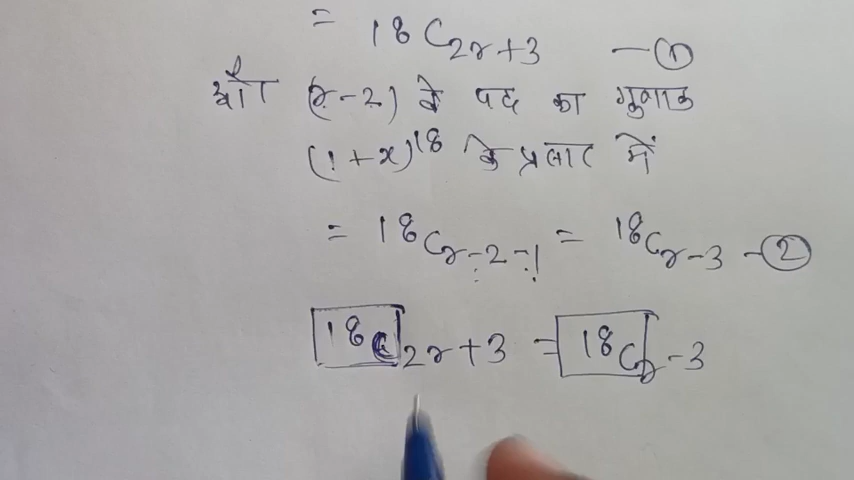 = 18C2r+3 —(1)
और (r-2) वे पद का गुणांक
(1+x)^18 के प्रसार में
= 18Cr-2-1 = 18Cr-3 -(2)
18C2r+3 = 18Cr-3